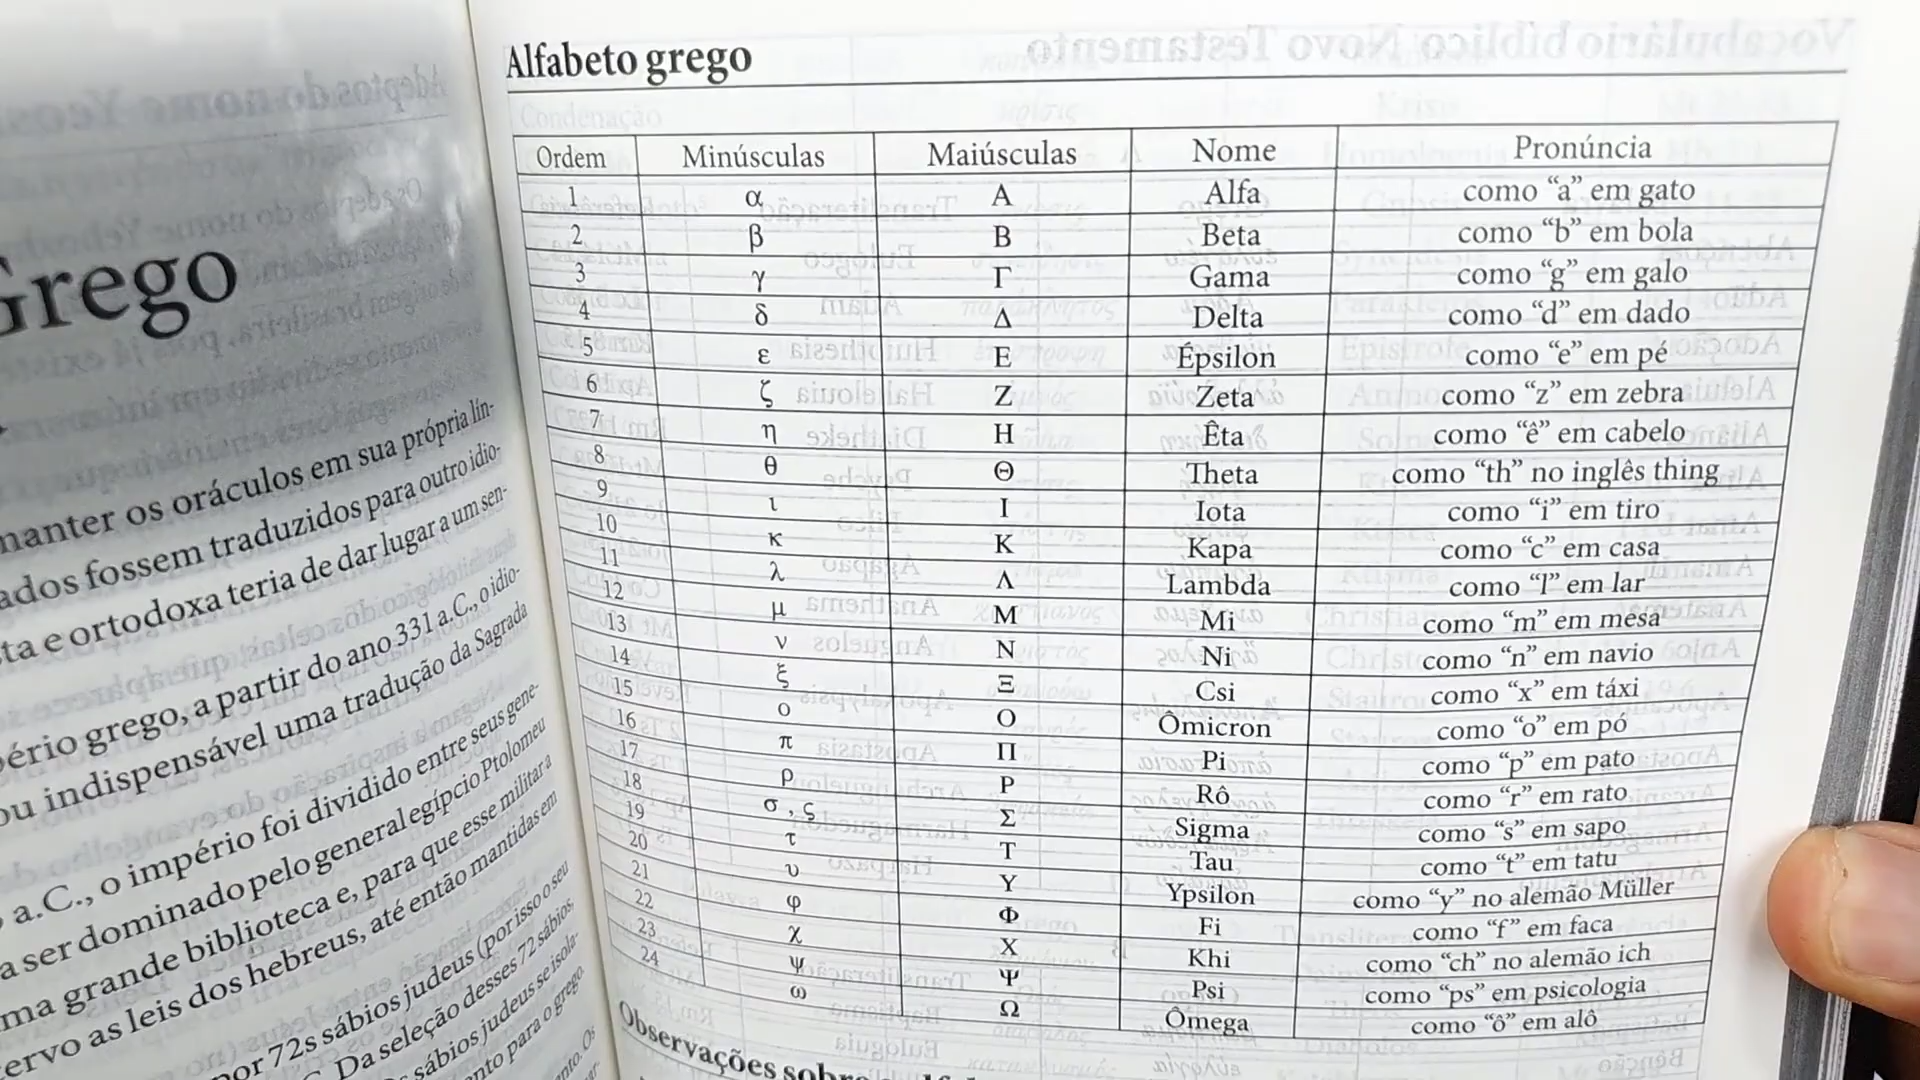 Grego
manter os oráculos em sua própria lín-
ados fossem traduzidos para outro idio-
ta e ortodoxa teria de dar lugar a um sen-
pério grego, a partir do ano 331 a.C., o idio-
ou indispensável uma tradução da Sagrada
a.C., o império foi dividido entre seus gene-
a ser dominado pelo general egípcio Ptolomeu
ma grande biblioteca e, para que esse militar a
ervo as leis dos hebreus, até então mantidas em
por 72s sábios judeus (por isso o seu
Da seleção desses 72 sábios,
sábios judeus se isola-
ento para o grego.
Alfabeto grego
Ordem Minúsculas Maiúsculas Nome Pronúncia
1 α Α Alfa como “a” em gato
2 β Β Beta como “b” em bola
3 γ Γ Gama como “g” em galo
4 δ Δ Delta como “d” em dado
5 ε Ε Épsilon como “e” em pé
6 ζ Ζ Zeta como “z” em zebra
7 η Η Êta como “ê” em cabelo
8 θ Θ Theta como “th” no inglês thing
9 ι Ι Iota como “i” em tiro
10 κ Κ Kapa como “c” em casa
11 λ Λ Lambda como “l” em lar
12 μ Μ Mi como “m” em mesa
13 ν Ν Ni como “n” em navio
14 ξ Ξ Csi como “x” em táxi
15 ο Ο Ômicron como “o” em pó
16 π Π Pi como “p” em pato
17 ρ Ρ Rô como “r” em rato
18 σ , ς Σ Sigma como “s” em sapo
19 τ Τ Tau como “t” em tatu
20 υ Υ Ypsilon como “y” no alemão Müller
21 φ Φ Fi como “f” em faca
22 χ Χ Khi como “ch” no alemão ich
23 ψ Ψ Psi como “ps” em psicologia
24 ω Ω Ômega como “ô” em alô
Observações